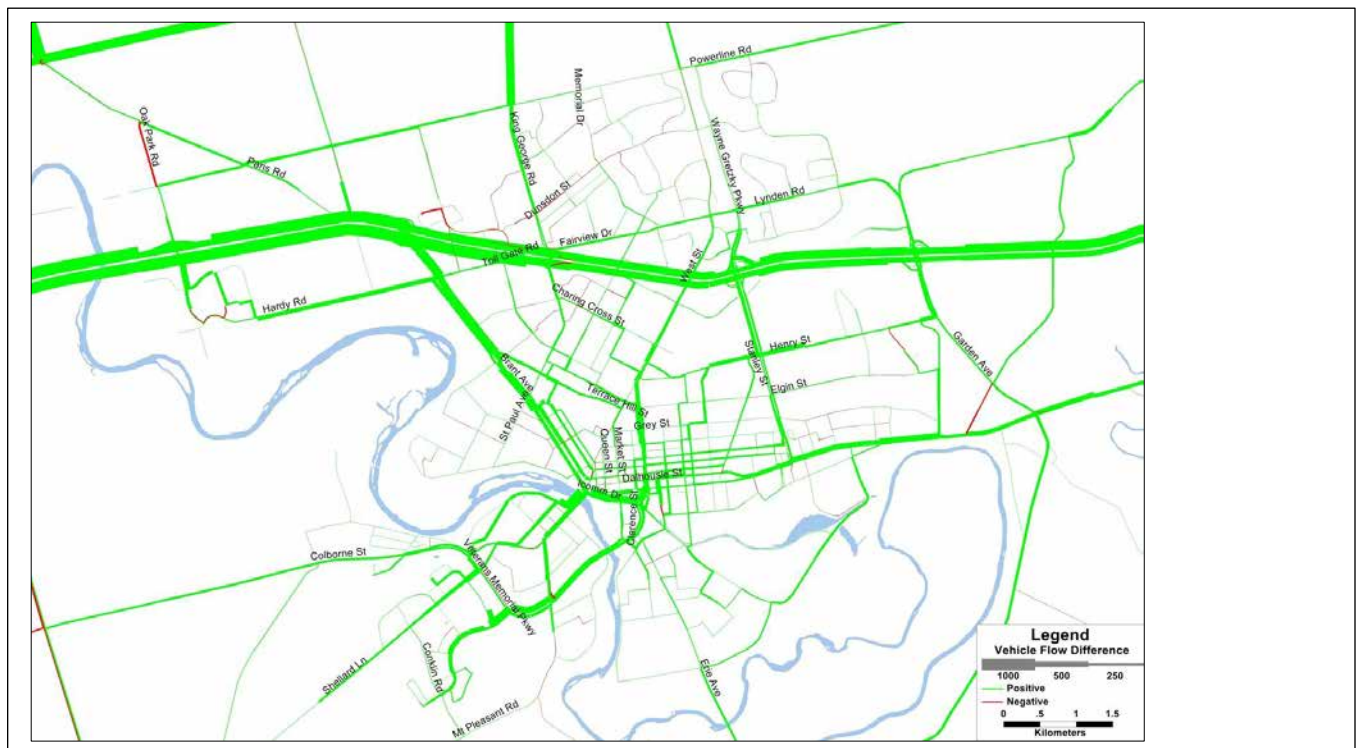 Powerline Rd
Memorial Dr
Oak Park Rd
King George Rd
Wayne Gretzky Pkwy
Paris Rd
Dunsdon St
Lynden Rd
Fairview Dr
Toll Gate Rd
West St
Hardy Rd
Charing Cross St
Henry St
Stanley St
Garden Ave
Brant Ave
Elgin St
Terrace Hill St
St Paul Ave
Grey St
Market St
Queen St
Dalhousie St
Icomm Dr
Clarence St
Colborne St
Veterans Memorial Pkwy
Legend
Vehicle Flow Difference
1000 500 250
Positive
Negative
0 .5 1 1.5
Kilometers
Conklin Rd
Erie Ave
Shellard Ln
Mt Pleasant Rd